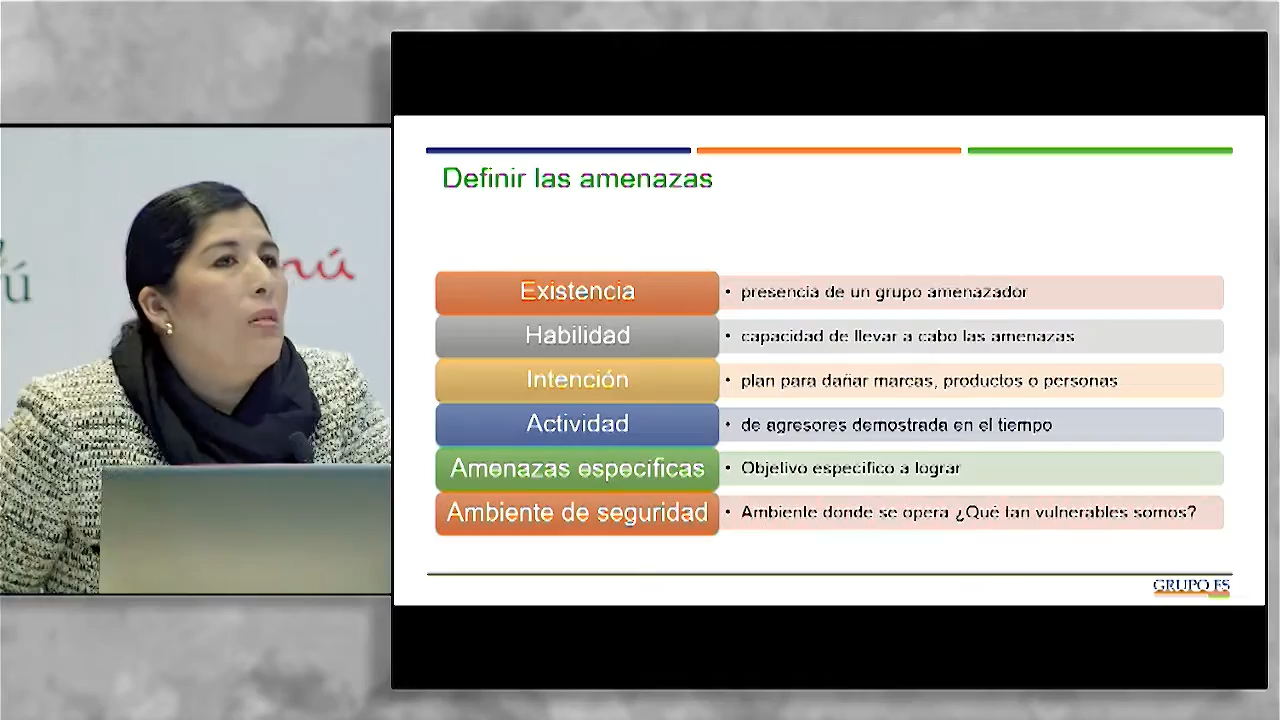 ú
rú
Definir las amenazas
Existencia
• presencia de un grupo amenazador
Habilidad
• capacidad de llevar a cabo las amenazas
Intención
• plan para dañar marcas, productos o personas
Actividad
• de agresores demostrada en el tiempo
Amenazas especificas
• Objetivo especifico a lograr
Ambiente de seguridad
• Ambiente donde se opera ¿Qué tan vulnerables somos?
GRUPO ES